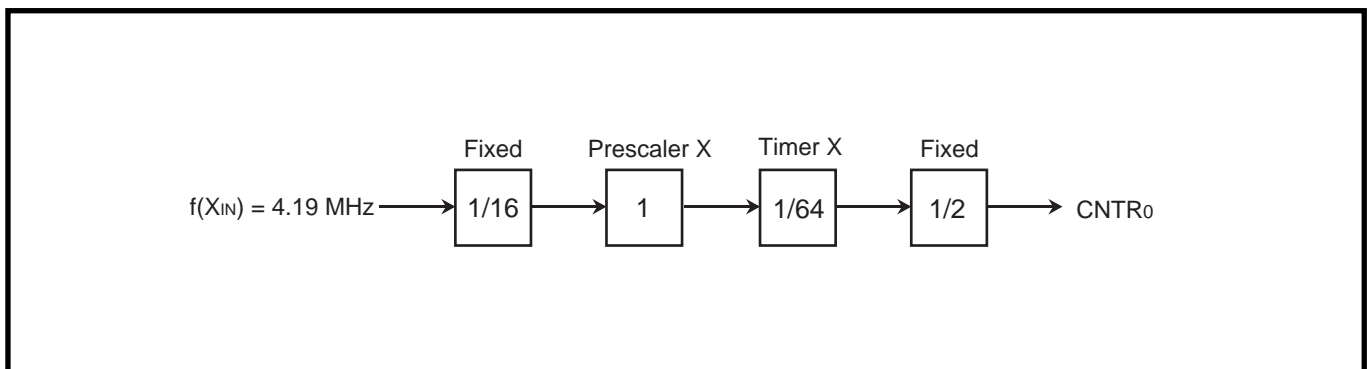 Fixed Prescaler X Timer X Fixed
f(XIN) = 4.19 MHz 1/16 1 1/64 1/2 CNTR0